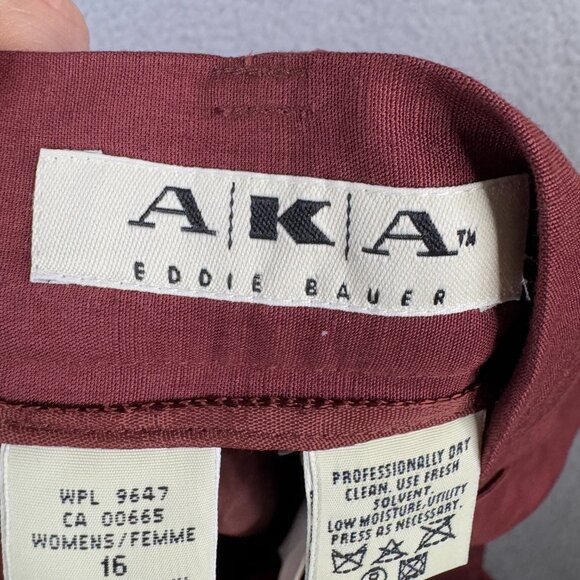 A|K|A™
EDDIE BAUER
WPL 9647
CA 00665
WOMENS/FEMME
16
PROFESSIONALLY DRY
CLEAN. USE FRESH
SOLVENT.
LOW MOISTURE, UTILITY
PRESS AS NECESSARY.